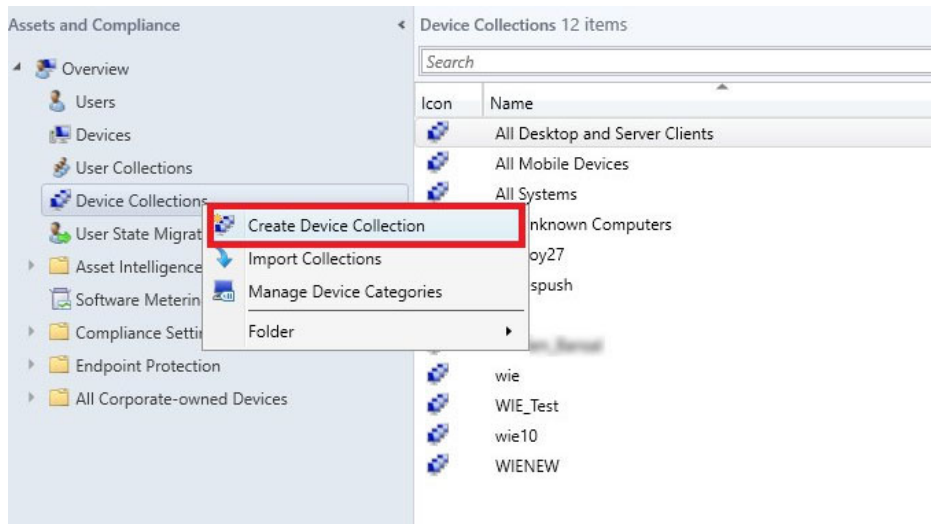 Assets and Compliance
Overview
Users
Devices
User Collections
Device Collections
User State Migrat
Asset Intelligence
Software Meterin
Compliance Setti
Endpoint Protection
All Corporate-owned Devices
Create Device Collection
Import Collections
Manage Device Categories
Folder
Device Collections 12 items
Search
Icon Name
All Desktop and Server Clients
All Mobile Devices
All Systems
nknown Computers
oy27
spush
wie
WIE_Test
wie10
WIENEW